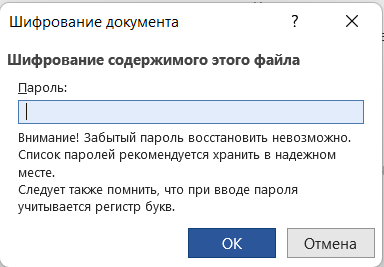 Шифрование документа ? ×
Шифрование содержимого этого файла
Пароль:
Внимание! Забытый пароль восстановить невозможно.
Список паролей рекомендуется хранить в надежном
месте.
Следует также помнить, что при вводе пароля
учитывается регистр букв.
ОК Отмена